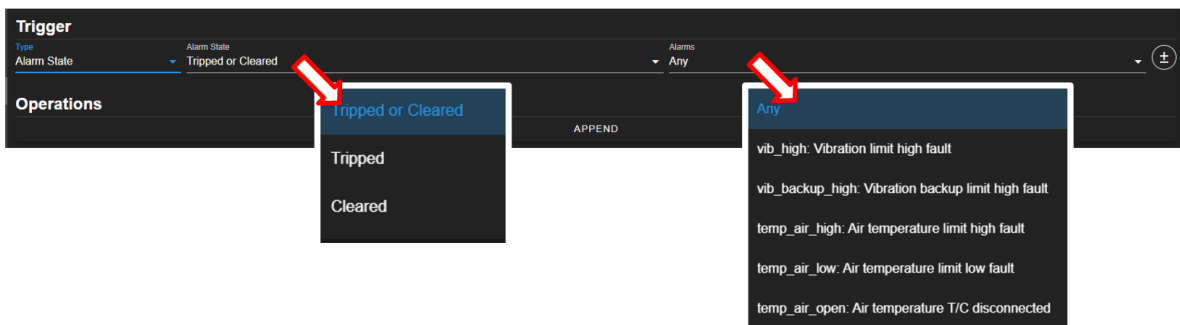 Trigger
Type
Alarm State
Alarm State
Tripped or Cleared
Alarms
Any
±
Operations
APPEND
Tripped or Cleared
Tripped
Cleared
Any
vib_high: Vibration limit high fault
vib_backup_high: Vibration backup limit high fault
temp_air_high: Air temperature limit high fault
temp_air_low: Air temperature limit low fault
temp_air_open: Air temperature T/C disconnected